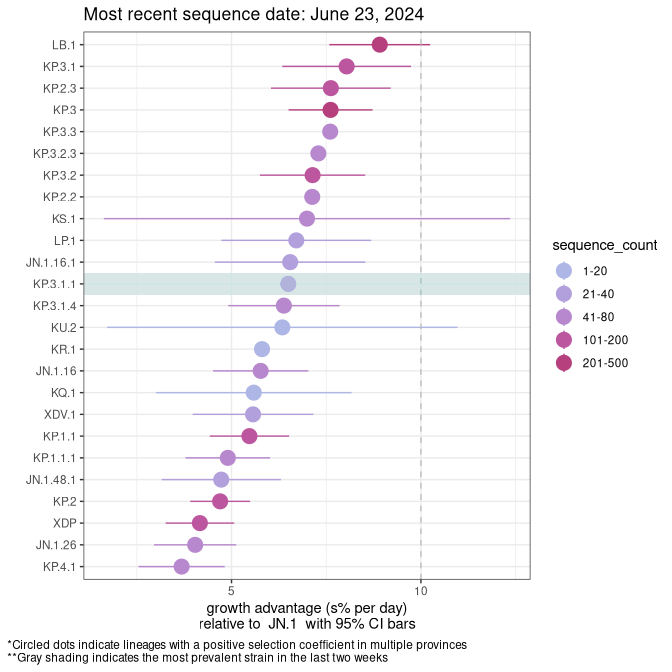 Most recent sequence date: June 23, 2024
LB.1
KP.3.1
KP.2.3
KP.3
KP.3.3
KP.3.2.3
KP.3.2
KP.2.2
KS.1
LP.1
JN.1.16.1
KP.3.1.1
KP.3.1.4
KU.2
KR.1
JN.1.16
KQ.1
XDV.1
KP.1.1
KP.1.1.1
JN.1.48.1
KP.2
XDP
JN.1.26
KP.4.1
5 10
growth advantage (s% per day)
relative to JN.1 with 95% CI bars
sequence_count
1-20
21-40
41-80
101-200
201-500
*Circled dots indicate lineages with a positive selection coefficient in multiple provinces
**Gray shading indicates the most prevalent strain in the last two weeks